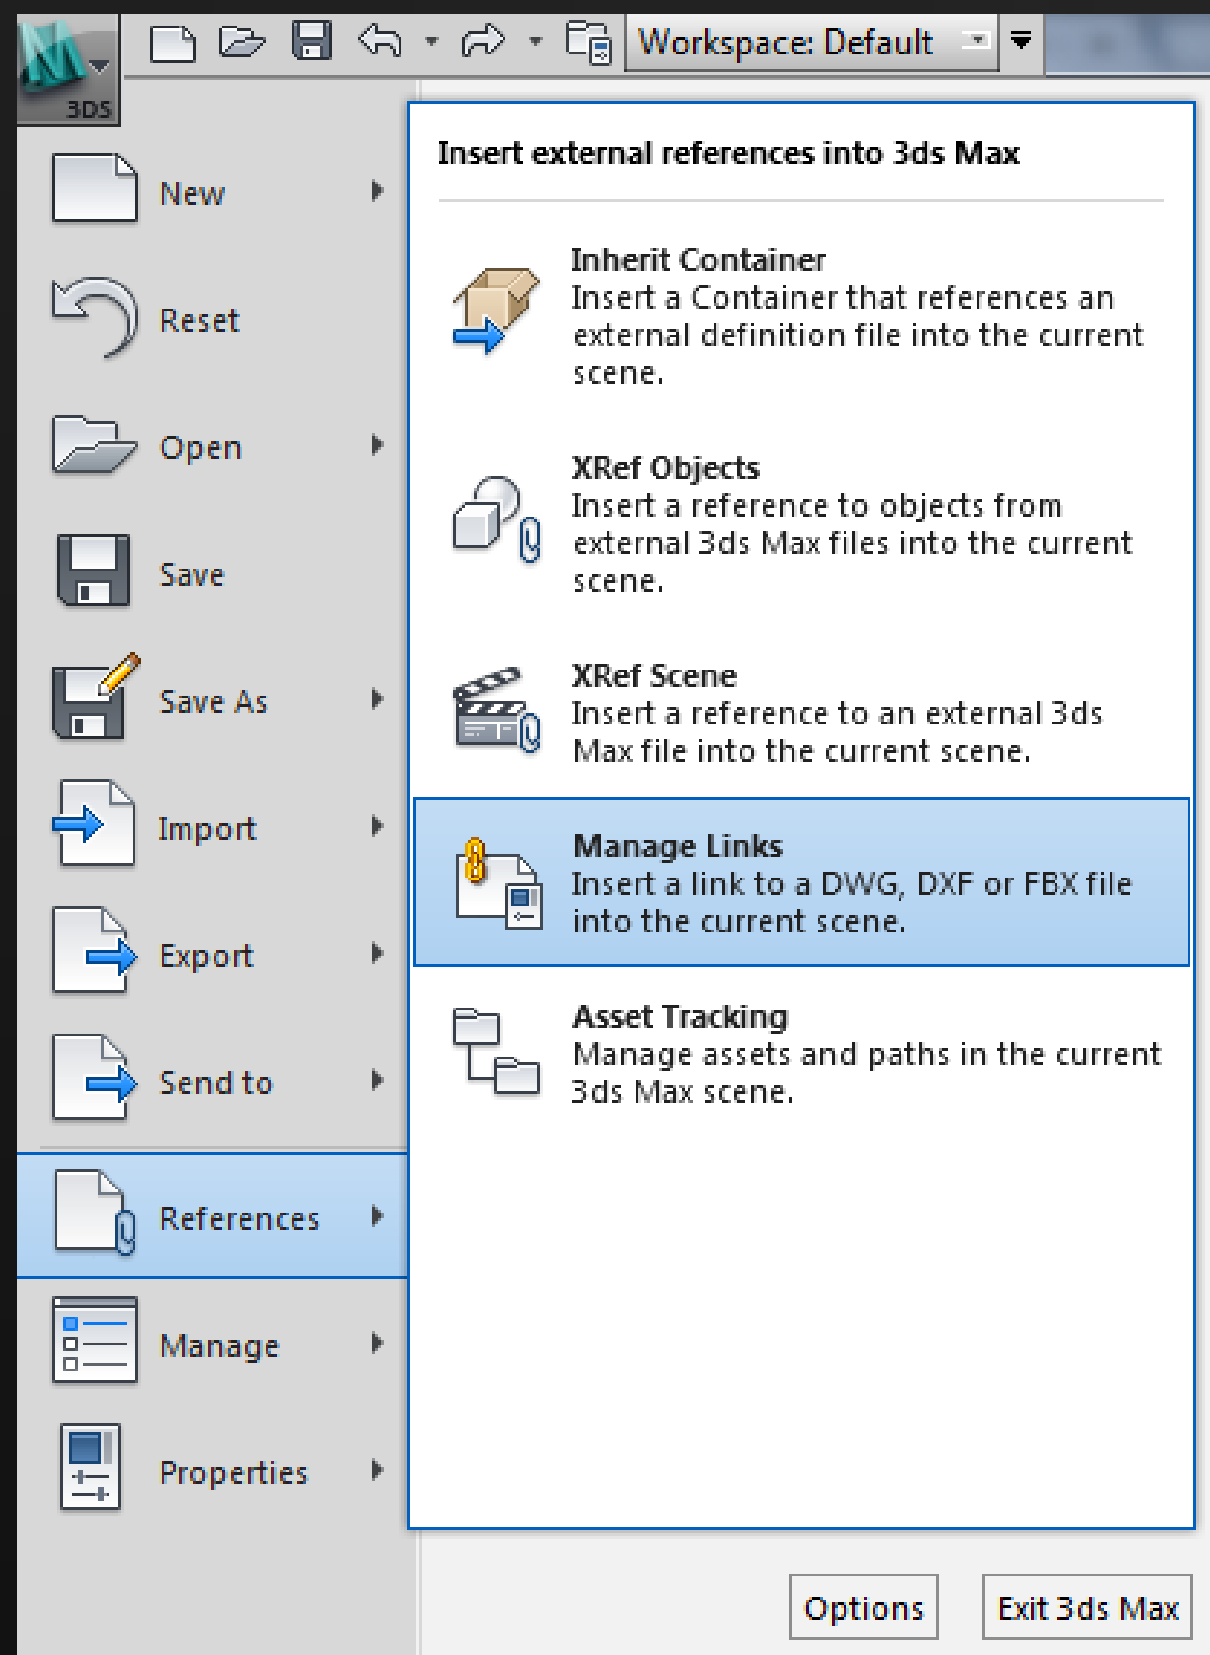 Workspace: Default
3DS
New
Reset
Open
Save
Save As
Import
Export
Send to
References
Manage
Properties
Insert external references into 3ds Max
Inherit Container
Insert a Container that references an
external definition file into the current
scene.
XRef Objects
Insert a reference to objects from
external 3ds Max files into the current
scene.
XRef Scene
Insert a reference to an external 3ds
Max file into the current scene.
Manage Links
Insert a link to a DWG, DXF or FBX file
into the current scene.
Asset Tracking
Manage assets and paths in the current
3ds Max scene.
Options
Exit 3ds Max